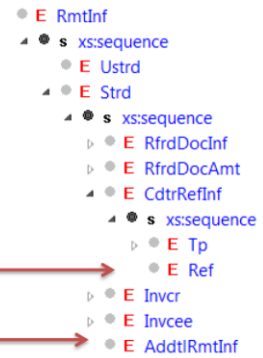 E RmtInf
s xs:sequence
E Ustrd
E Strd
s xs:sequence
E RfrdDocInf
E RfrdDocAmt
E CdtrRefInf
s xs:sequence
E Tp
E Ref
E Invcr
E Invcee
E AddtlRmtInf